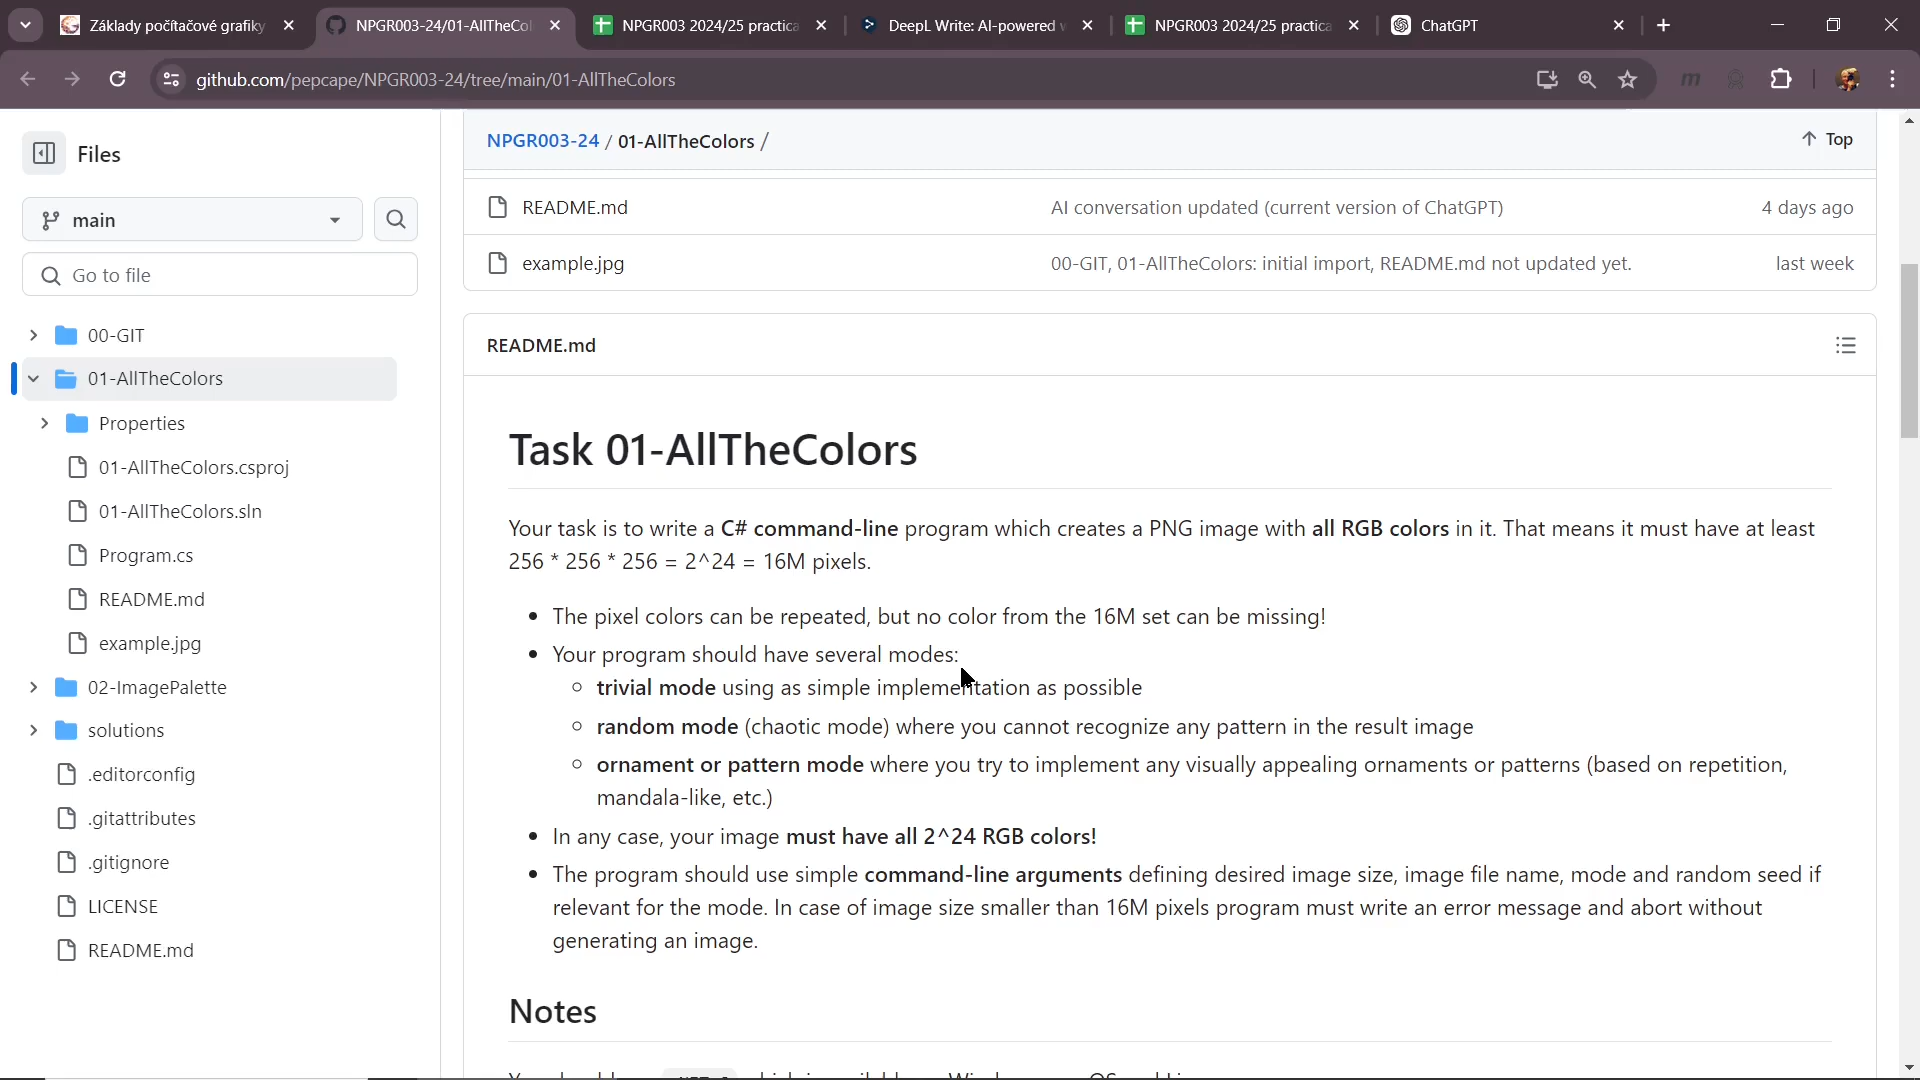 Základy počítačové grafiky
NPGR003-24/01-AllTheCol
NPGR003 2024/25 practica
DeepL Write: AI-powered
NPGR003 2024/25 practica
ChatGPT
github.com/pepcape/NPGR003-24/tree/main/01-AllTheColors
Files
main
Go to file
00-GIT
01-AllTheColors
Properties
01-AllTheColors.csproj
01-AllTheColors.sln
Program.cs
README.md
example.jpg
02-ImagePalette
solutions
.editorconfig
.gitattributes
.gitignore
LICENSE
README.md
NPGR003-24 / 01-AllTheColors /
Top
README.md AI conversation updated (current version of ChatGPT) 4 days ago
example.jpg 00-GIT, 01-AllTheColors: initial import, README.md not updated yet. last week
README.md
Task 01-AllTheColors
Your task is to write a C# command-line program which creates a PNG image with all RGB colors in it. That means it must have at least
256 * 256 * 256 = 2^24 = 16M pixels.
The pixel colors can be repeated, but no color from the 16M set can be missing!
Your program should have several modes:
trivial mode using as simple implementation as possible
random mode (chaotic mode) where you cannot recognize any pattern in the result image
ornament or pattern mode where you try to implement any visually appealing ornaments or patterns (based on repetition,
mandala-like, etc.)
In any case, your image must have all 2^24 RGB colors!
The program should use simple command-line arguments defining desired image size, image file name, mode and random seed if
relevant for the mode. In case of image size smaller than 16M pixels program must write an error message and abort without
generating an image.
Notes